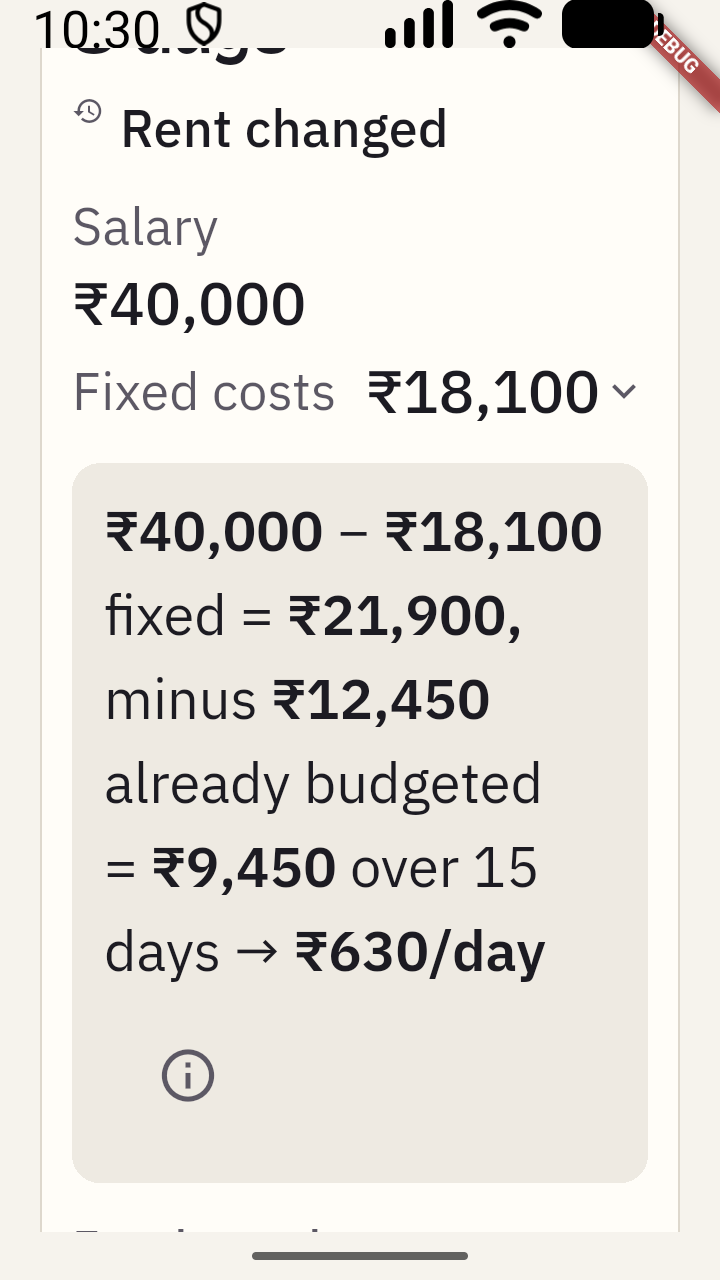 10:30
Rent changed
Salary
₹40,000
Fixed costs ₹18,100
₹40,000 – ₹18,100
fixed = ₹21,900,
minus ₹12,450
already budgeted
= ₹9,450 over 15
days → ₹630/day